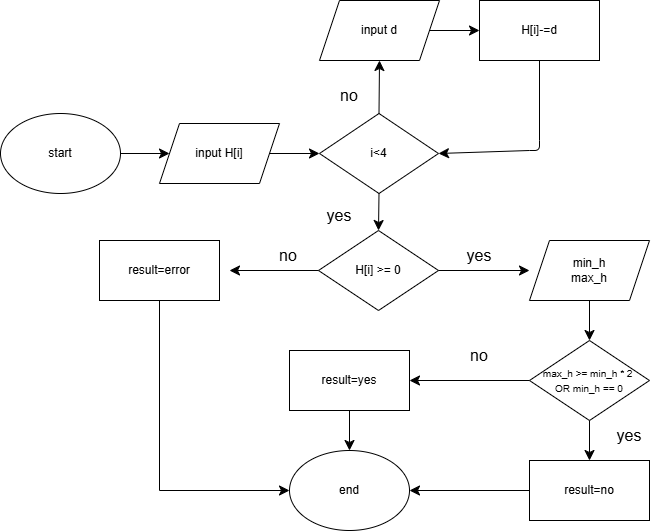 input d
H[i]-=d
no
start
input H[i]
i<4
yes
no
yes
result=error
H[i] >= 0
min_h
max_h
no
max_h >= min_h * 2
OR min_h == 0
result=yes
yes
end
result=no